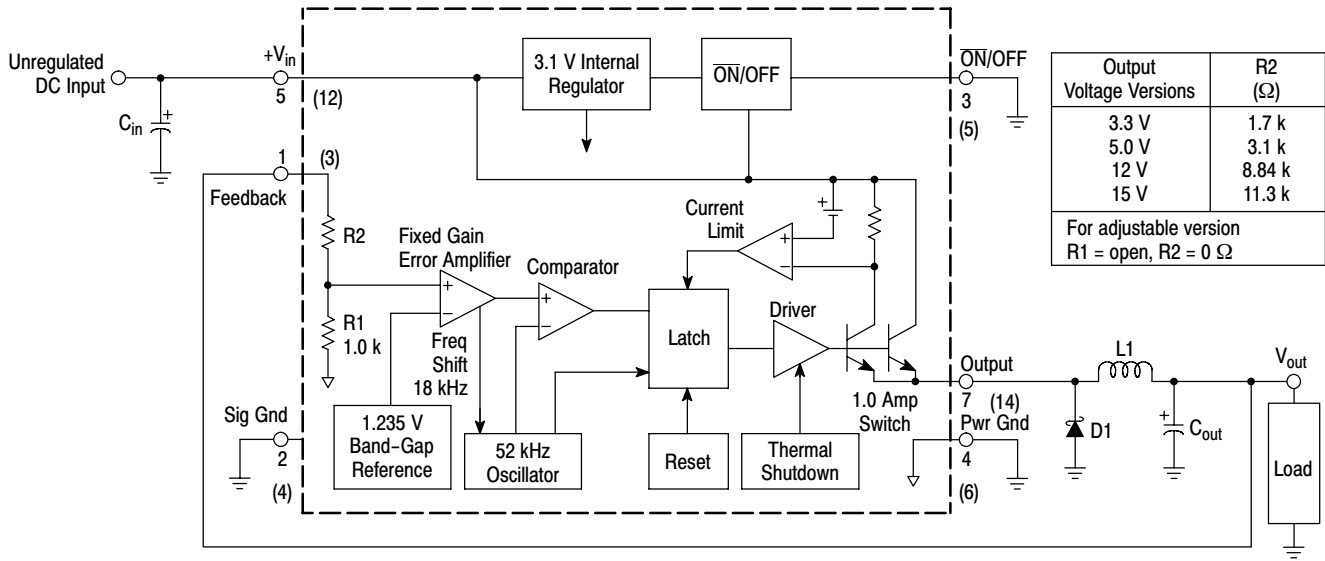 Unregulated
DC Input
+Vin
5
(12)
Cin
3.1 V Internal
Regulator
ON/OFF
ON/OFF
3
(5)
Output
Voltage Versions
R2
(Ω)
3.3 V
1.7 k
5.0 V
3.1 k
12 V
8.84 k
15 V
11.3 k
For adjustable version
R1 = open, R2 = 0 Ω
1
(3)
Feedback
R2
R1
1.0 k
Fixed Gain
Error Amplifier
+
−
Comparator
+
−
Current
Limit
+
−
+
Freq
Shift
18 kHz
Latch
Driver
1.0 Amp
Switch
Output
7
(14)
Pwr Gnd
4
(6)
L1
Vout
D1
+
Cout
Load
Sig Gnd
2
(4)
1.235 V
Band-Gap
Reference
52 kHz
Oscillator
Reset
Thermal
Shutdown
+